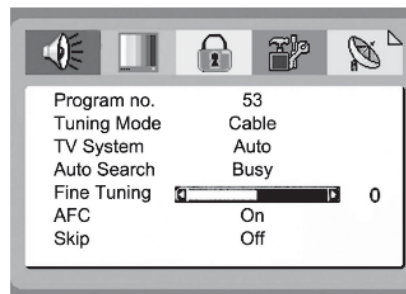 Program no. 53
Tuning Mode Cable
TV System Auto
Auto Search Busy
Fine Tuning 0
AFC On
Skip Off